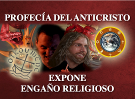 PROFECÍA DEL ANTICRISTO
EXPONE
ENGAÑO RELIGIOSO